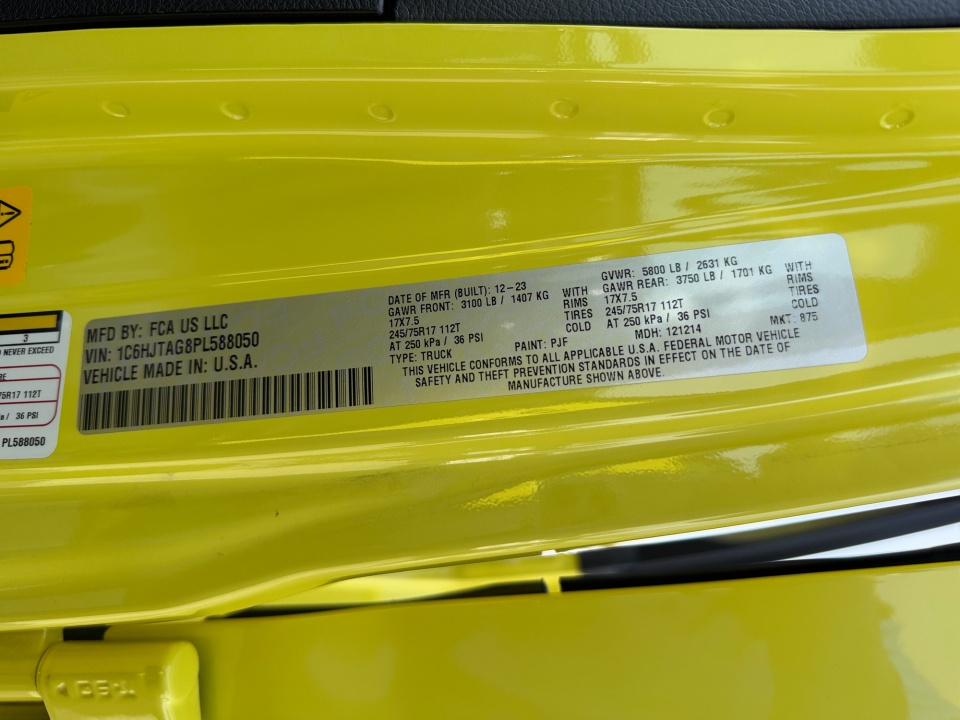 MFD BY: FCA US LLC
VIN: 1C6HJTAG8PL588050
VEHICLE MADE IN: U.S.A.
DATE OF MFR (BUILT): 12-23
GAWR FRONT: 3100 LB / 1407 KG WITH
17X7.5 RIMS
245/75R17 112T TIRES
AT 250 kPa / 36 PSI COLD
TYPE: TRUCK
GVWR: 5800 LB / 2631 KG
GAWR REAR: 3750 LB / 1701 KG WITH
17X7.5 RIMS
245/75R17 112T TIRES
AT 250 kPa / 36 PSI COLD
PAINT: PJF MDH: 121214 MKT: 875
THIS VEHICLE CONFORMS TO ALL APPLICABLE U.S.A. FEDERAL MOTOR VEHICLE
SAFETY AND THEFT PREVENTION STANDARDS IN EFFECT ON THE DATE OF
MANUFACTURE SHOWN ABOVE.
3
NEVER EXCEED
75R17 112T
/ 36 PSI
PL588050